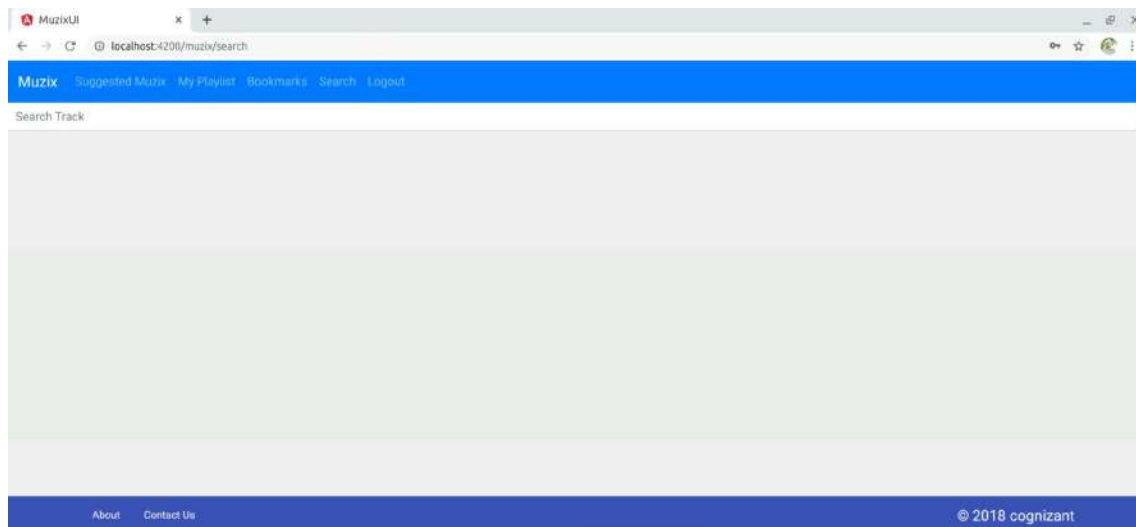 MuzixUI
localhost:4200/muzix/search
Muzix Suggested Muzix My Playlist Bookmarks Search Logout
Search Track
About Contact Us © 2018 cognizant